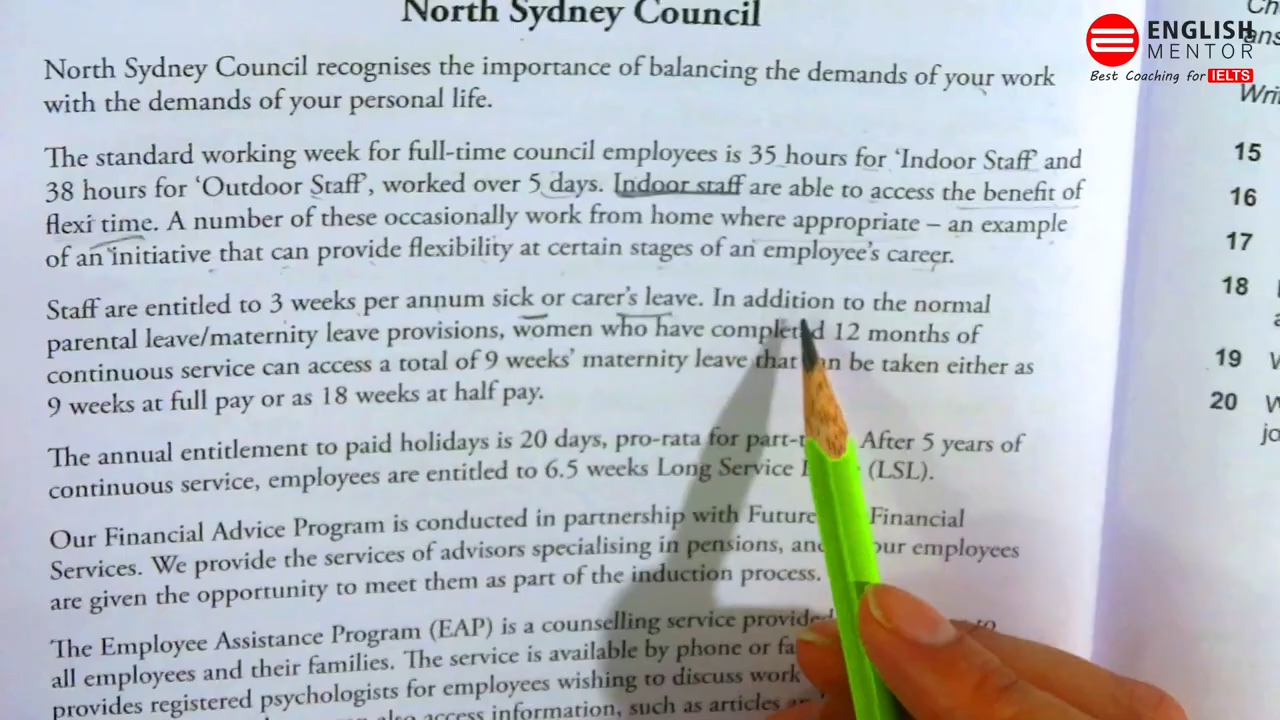 North Sydney Council
North Sydney Council recognises the importance of balancing the demands of your work
with the demands of your personal life.
The standard working week for full-time council employees is 35 hours for ‘Indoor Staff’ and
38 hours for ‘Outdoor Staff’, worked over 5 days. Indoor staff are able to access the benefit of
flexi time. A number of these occasionally work from home where appropriate – an example
of an initiative that can provide flexibility at certain stages of an employee's career.
Staff are entitled to 3 weeks per annum sick or carer's leave. In addition to the normal
parental leave/maternity leave provisions, women who have completed 12 months of
continuous service can access a total of 9 weeks' maternity leave that can be taken either as
9 weeks at full pay or as 18 weeks at half pay.
The annual entitlement to paid holidays is 20 days, pro-rata for After 5 years of
continuous service, employees are entitled to 6.5 weeks Long Service (LSL).
Our Financial Advice Program is conducted in partnership with Financial
Services. We provide the services of advisors specialising in pensions, employees
are given the opportunity to meet them as part of the induction process.
The Employee Assistance Program (EAP) is a counselling service
all employees and their families. The service is available by phone or
provides registered psychologists for employees wishing to discuss work
access information, such as articles
ENGLISH
MENTOR
Best Coaching for IELTS
15
16
17
18
19
20